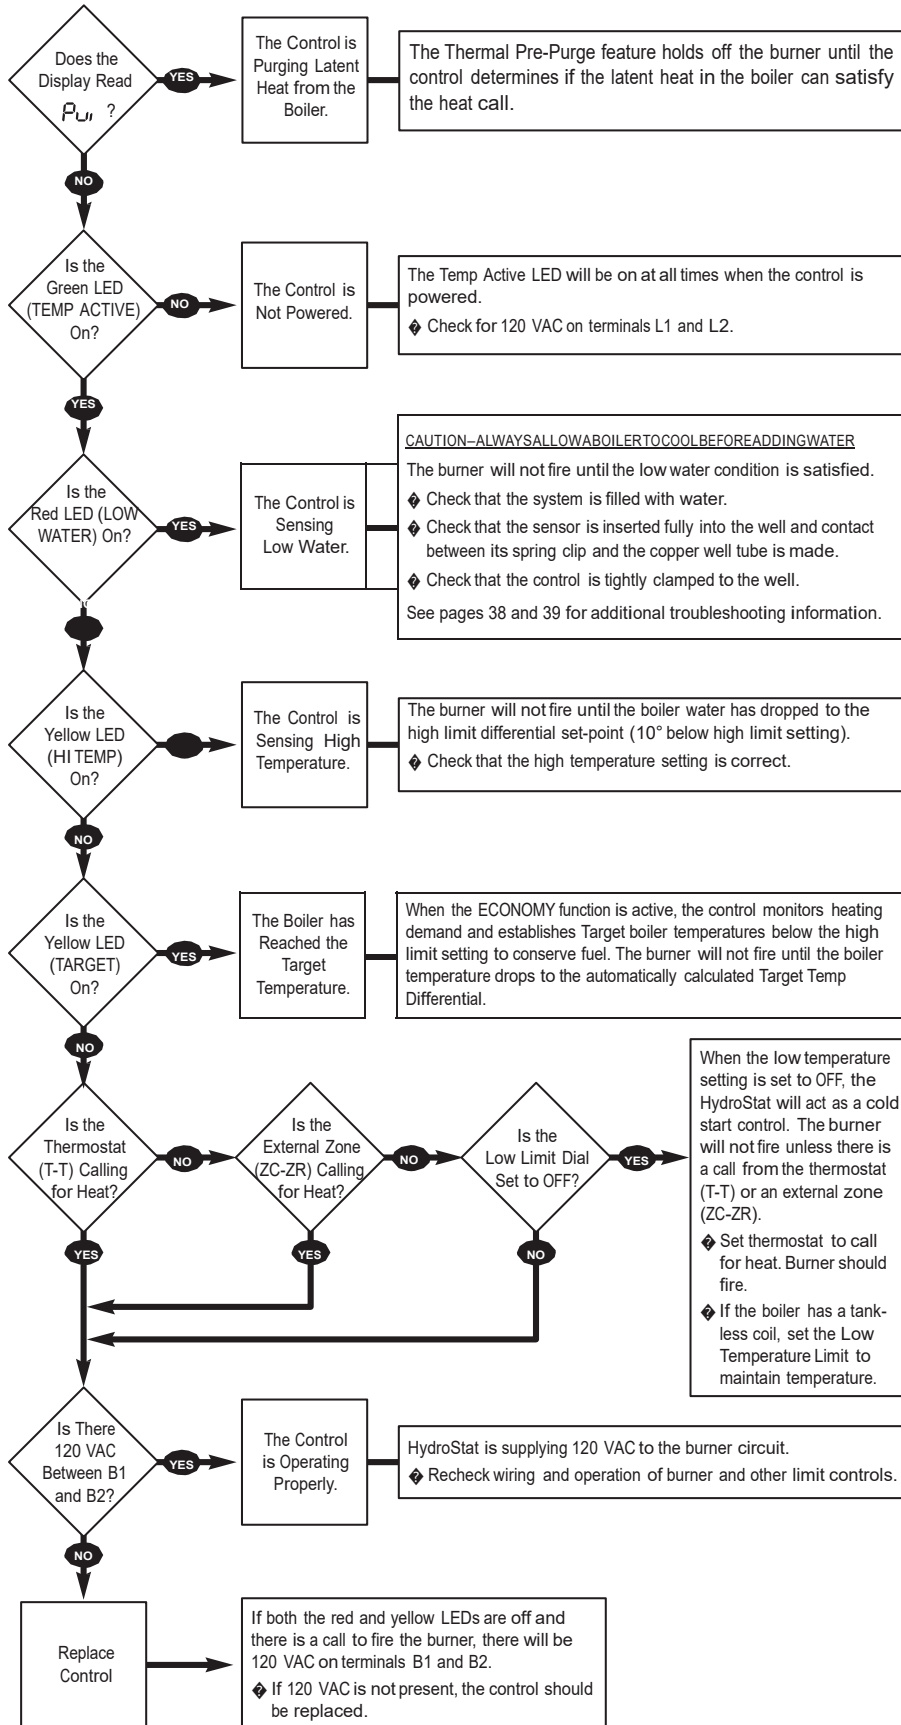 Does the
Display Read
Pur ?
YES
The Control is
Purging Latent
Heat from the
Boiler.
The Thermal Pre-Purge feature holds off the burner until the
control determines if the latent heat in the boiler can satisfy
the heat call.
NO
Is the
Green LED
(TEMP ACTIVE)
On?
NO
The Control is
Not Powered.
The Temp Active LED will be on at all times when the control is
powered.
� Check for 120 VAC on terminals L1 and L2.
YES
Is the
Red LED (LOW
WATER) On?
YES
The Control is
Sensing
Low Water.
CAUTION–ALWAYSALLOWABOILERTOCOOLBEFOREADDINGWATER
The burner will not fire until the low water condition is satisfied.
� Check that the system is filled with water.
� Check that the sensor is inserted fully into the well and contact
between its spring clip and the copper well tube is made.
� Check that the control is tightly clamped to the well.
See pages 38 and 39 for additional troubleshooting information.
Is the
Yellow LED
(HI TEMP)
On?
The Control is
Sensing High
Temperature.
The burner will not fire until the boiler water has dropped to the
high limit differential set-point (10° below high limit setting).
� Check that the high temperature setting is correct.
NO
Is the
Yellow LED
(TARGET)
On?
YES
The Boiler has
Reached the
Target
Temperature.
When the ECONOMY function is active, the control monitors heating
demand and establishes Target boiler temperatures below the high
limit setting to conserve fuel. The burner will not fire until the boiler
temperature drops to the automatically calculated Target Temp
Differential.
NO
Is the
Thermostat
(T-T) Calling
for Heat?
NO
Is the
External Zone
(ZC-ZR) Calling
for Heat?
NO
Is the
Low Limit Dial
Set to OFF?
YES
When the low temperature
setting is set to OFF, the
HydroStat will act as a cold
start control. The burner
will not fire unless there is
a call from the thermostat
(T-T) or an external zone
(ZC-ZR).
� Set thermostat to call
for heat. Burner should
fire.
� If the boiler has a tank-
less coil, set the Low
Temperature Limit to
maintain temperature.
YES
YES
NO
Is There
120 VAC
Between B1
and B2?
YES
The Control
is Operating
Properly.
HydroStat is supplying 120 VAC to the burner circuit.
� Recheck wiring and operation of burner and other limit controls.
NO
Replace
Control
If both the red and yellow LEDs are off and
there is a call to fire the burner, there will be
120 VAC on terminals B1 and B2.
� If 120 VAC is not present, the control should
be replaced.